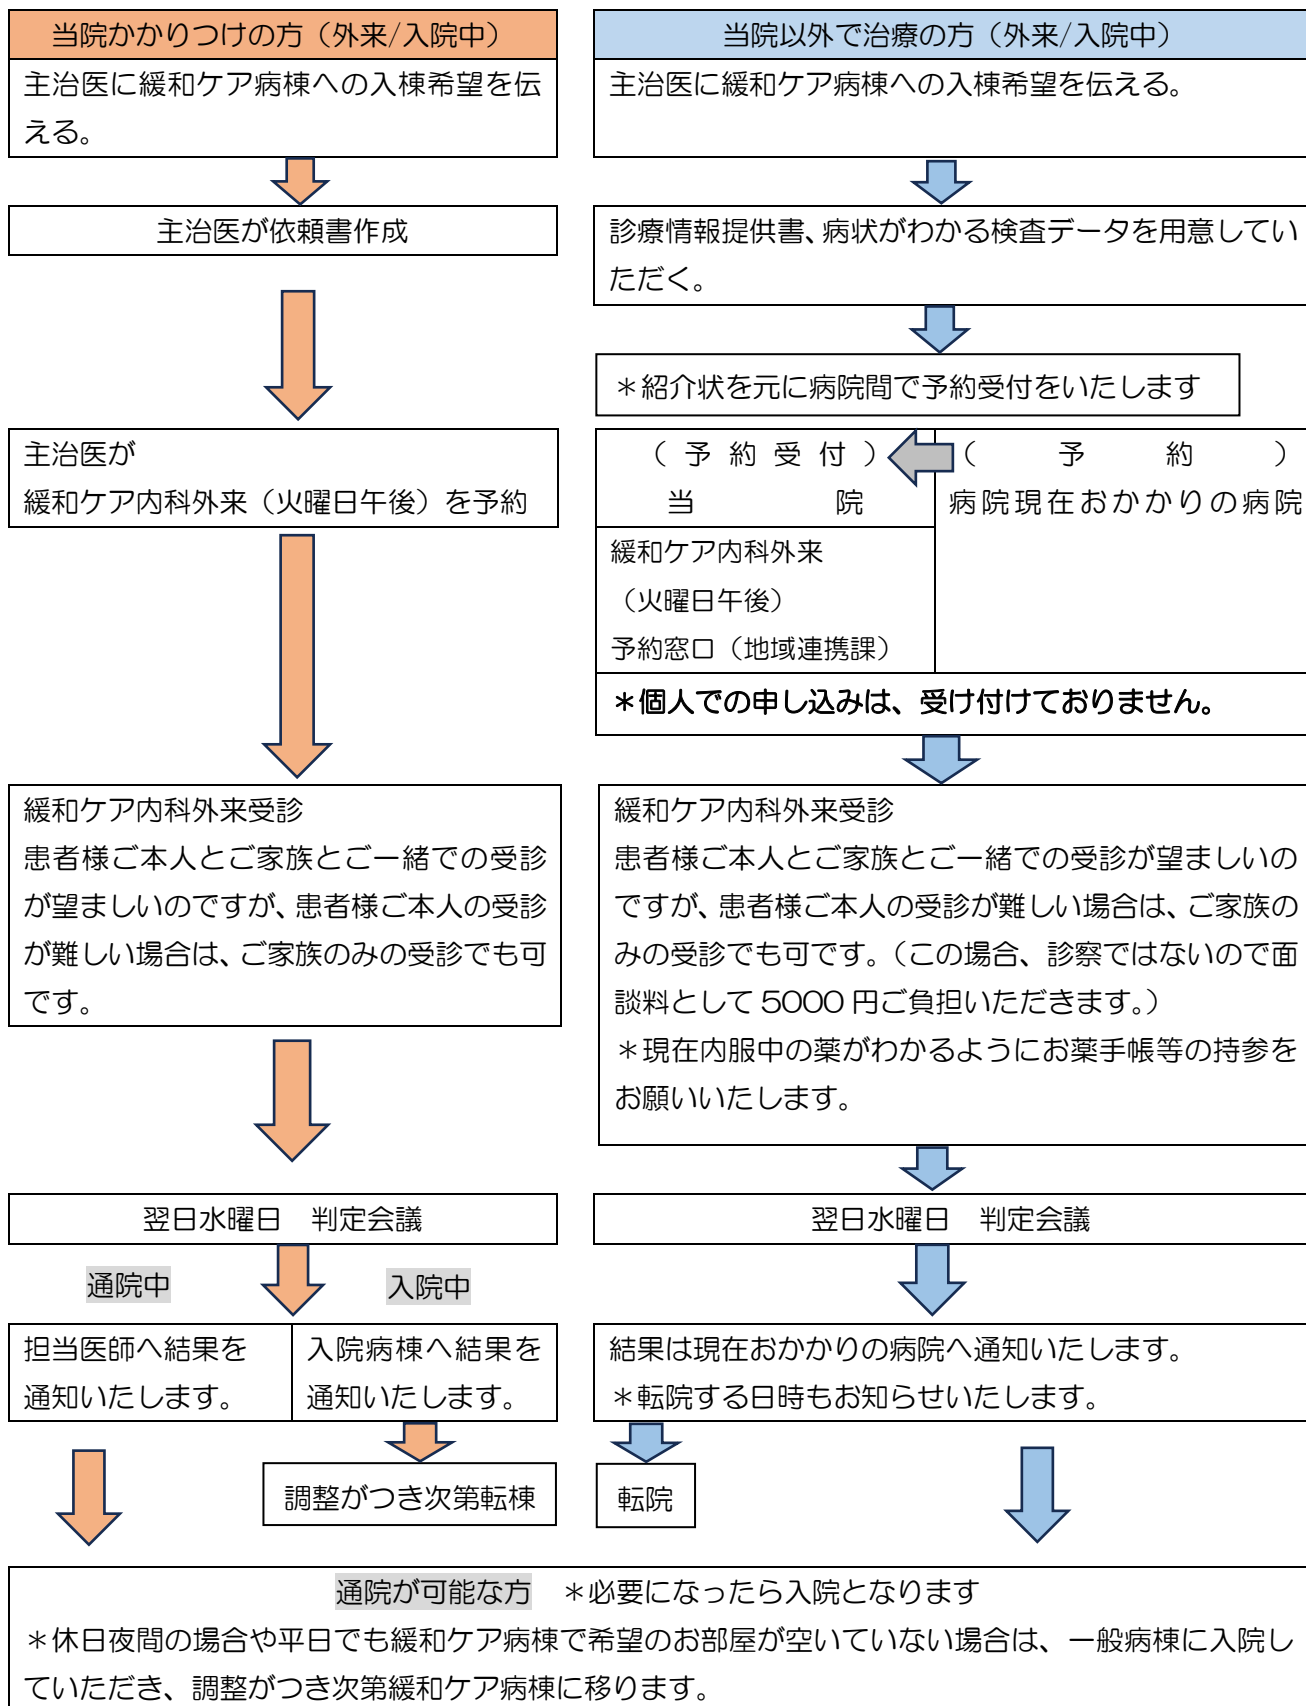 当院かかりつけの方（外来/入院中）
主治医に緩和ケア病棟への入棟希望を伝
える。
主治医が依頼書作成
主治医が
緩和ケア内科外来（火曜日午後）を予約
緩和ケア内科外来受診
患者様ご本人とご家族とご一緒での受診
が望ましいのですが、患者様ご本人の受診
が難しい場合は、ご家族のみの受診でも可
です。
翌日水曜日　判定会議
通院中
入院中
担当医師へ結果を
通知いたします。
入院病棟へ結果を
通知いたします。
調整がつき次第転棟
当院以外で治療の方（外来/入院中）
主治医に緩和ケア病棟への入棟希望を伝える。
診療情報提供書、病状がわかる検査データを用意してい
ただく。
＊紹介状を元に病院間で予約受付をいたします
（予約受付）
当院
（予約）
病院現在おかかりの病院
緩和ケア内科外来
（火曜日午後）
予約窓口（地域連携課）
＊個人での申し込みは、受け付けておりません。
緩和ケア内科外来受診
患者様ご本人とご家族とご一緒での受診が望ましいの
ですが、患者様ご本人の受診が難しい場合は、ご家族の
みの受診でも可です。（この場合、診察ではないので面
談料として 5000 円ご負担いただきます。）
＊現在内服中の薬がわかるようにお薬手帳等の持参を
お願いいたします。
翌日水曜日　判定会議
結果は現在おかかりの病院へ通知いたします。
＊転院する日時もお知らせいたします。
転院
通院が可能な方　＊必要になったら入院となります
＊休日夜間の場合や平日でも緩和ケア病棟で希望のお部屋が空いていない場合は、一般病棟に入院し
ていただき、調整がつき次第緩和ケア病棟に移ります。